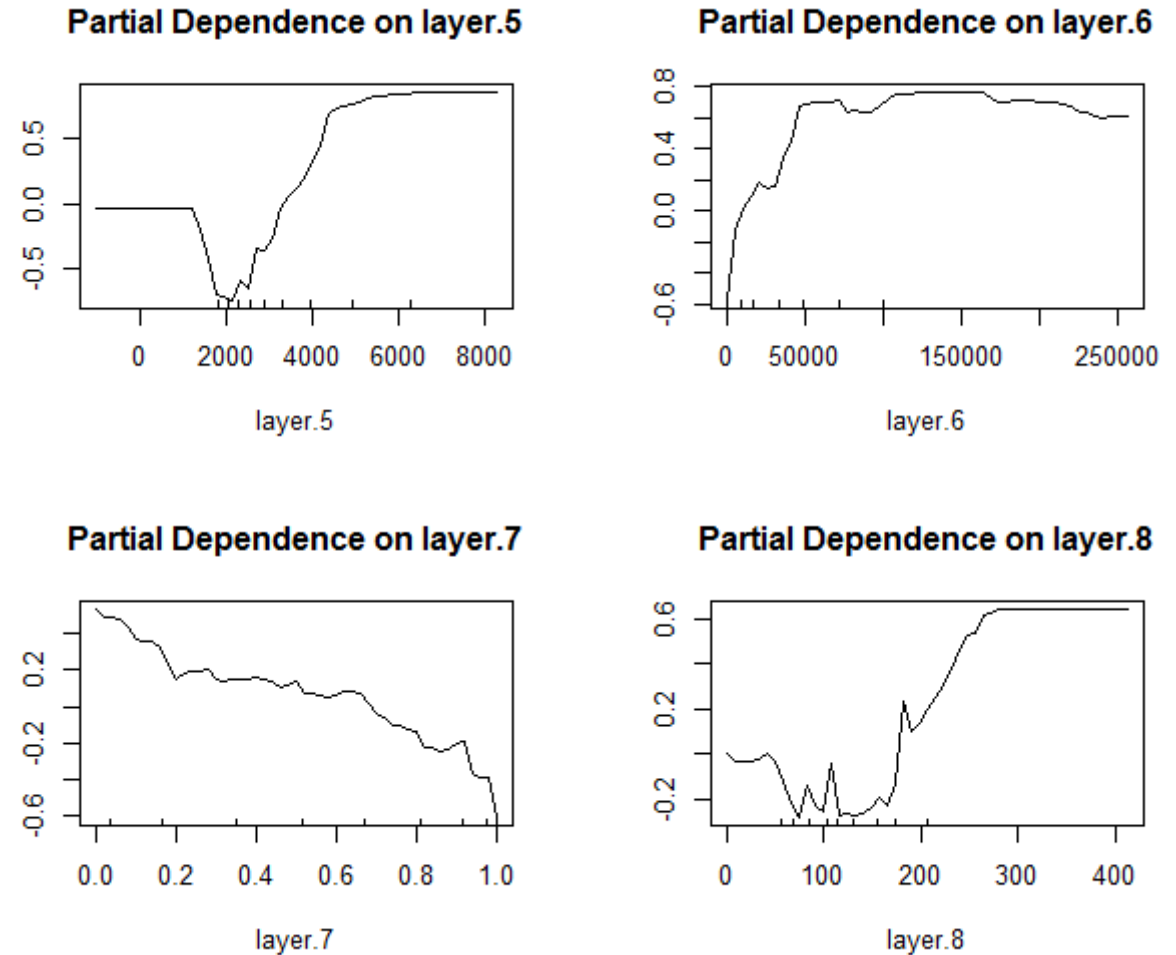 Partial Dependence on layer.5
0.5
0.0
-0.5
0 2000 4000 6000 8000
layer.5
Partial Dependence on layer.6
0.8
0.4
0.0
-0.6
0 50000 150000 250000
layer.6
Partial Dependence on layer.7
0.2
-0.2
-0.6
0.0 0.2 0.4 0.6 0.8 1.0
layer.7
Partial Dependence on layer.8
0.6
0.2
-0.2
0 100 200 300 400
layer.8